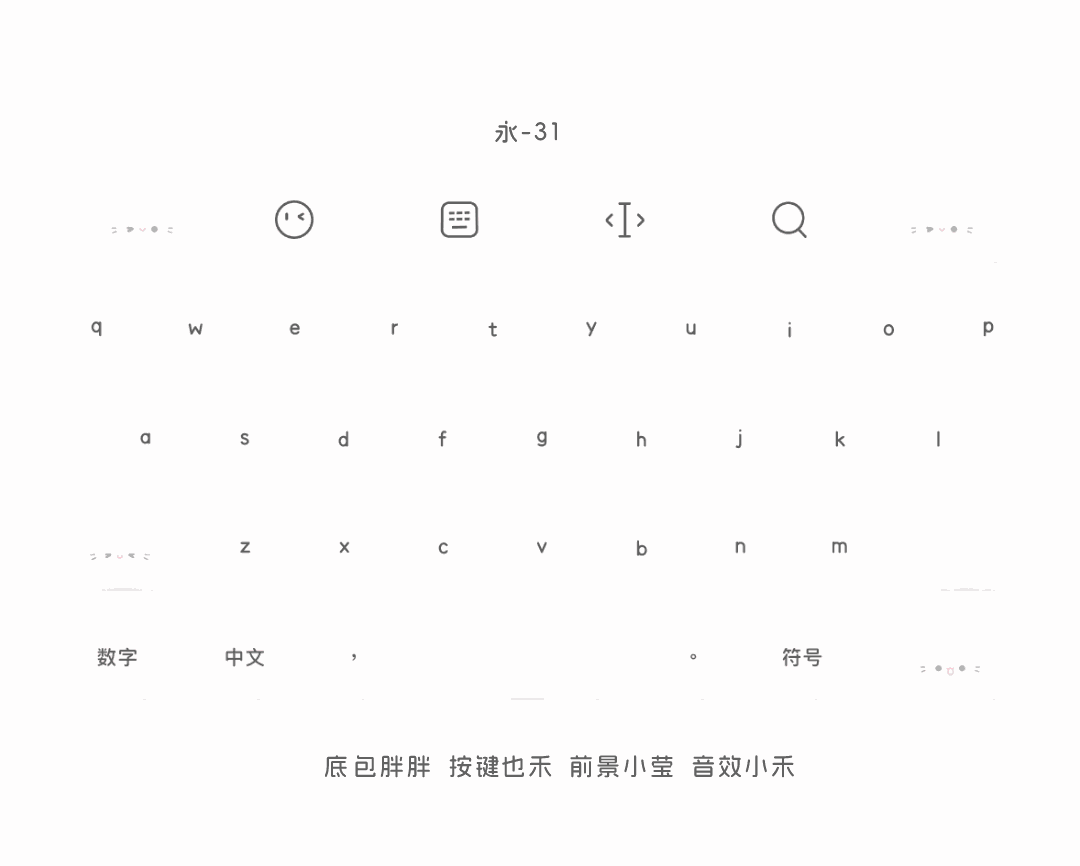 永-31
q w e r t y u i o p
a s d f g h j k l
z x c v b n m
数字 中文 ， 。 符号
底包胖胖 按键也禾 前景小莹 音效小禾